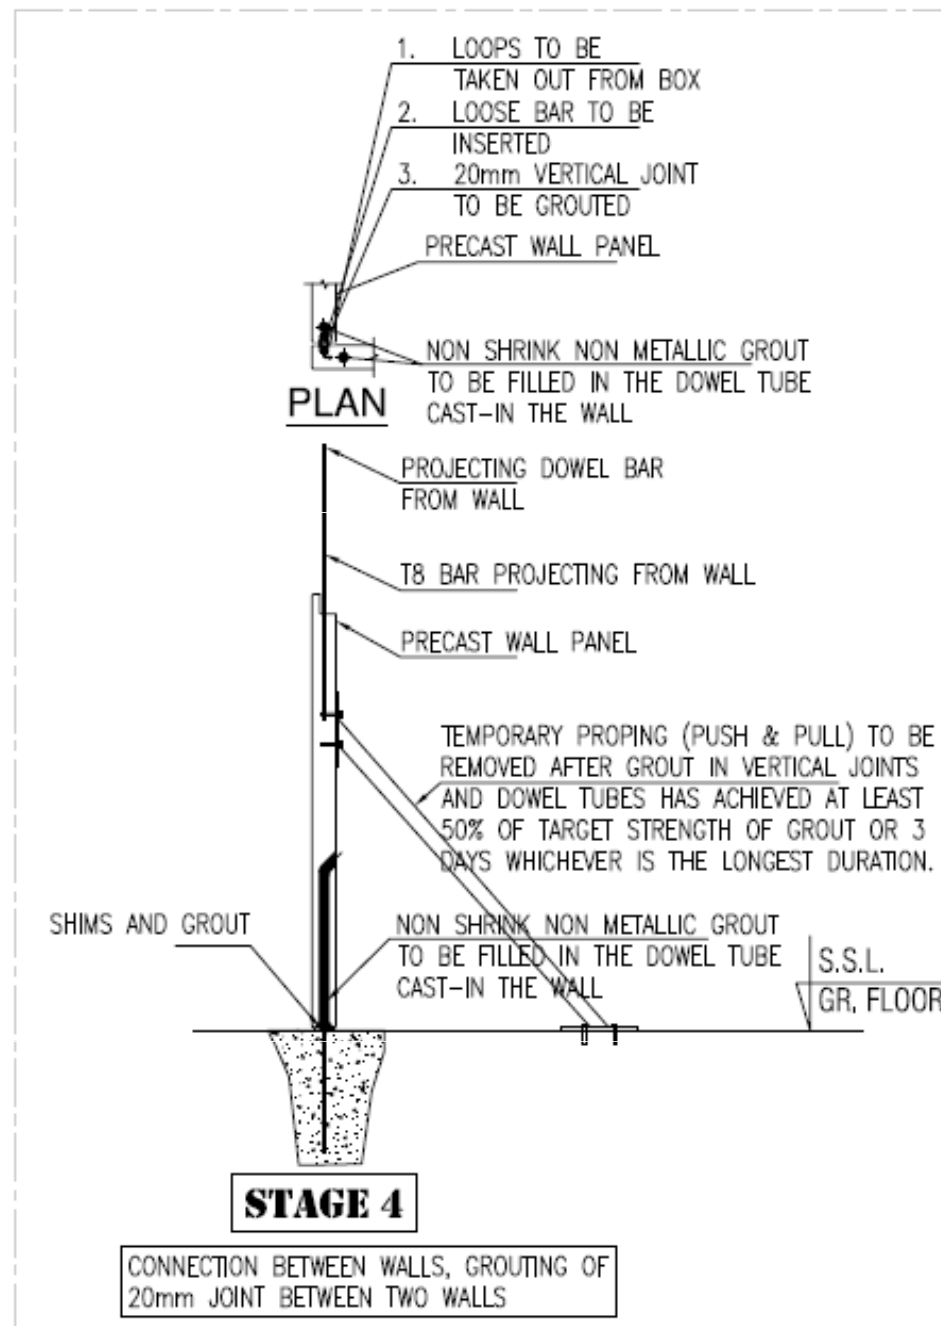 1. LOOPS TO BE
TAKEN OUT FROM BOX
2. LOOSE BAR TO BE
INSERTED
3. 20mm VERTICAL JOINT
TO BE GROUTED
PRECAST WALL PANEL
NON SHRINK NON METALLIC GROUT
TO BE FILLED IN THE DOWEL TUBE
CAST-IN THE WALL
PLAN
PROJECTING DOWEL BAR
FROM WALL
T8 BAR PROJECTING FROM WALL
PRECAST WALL PANEL
TEMPORARY PROPING (PUSH & PULL) TO BE
REMOVED AFTER GROUT IN VERTICAL JOINTS
AND DOWEL TUBES HAS ACHIEVED AT LEAST
50% OF TARGET STRENGTH OF GROUT OR 3
DAYS WHICHEVER IS THE LONGEST DURATION.
SHIMS AND GROUT
NON SHRINK NON METALLIC GROUT
TO BE FILLED IN THE DOWEL TUBE
CAST-IN THE WALL
S.S.L.
GR, FLOOR
STAGE 4
CONNECTION BETWEEN WALLS, GROUTING OF
20mm JOINT BETWEEN TWO WALLS